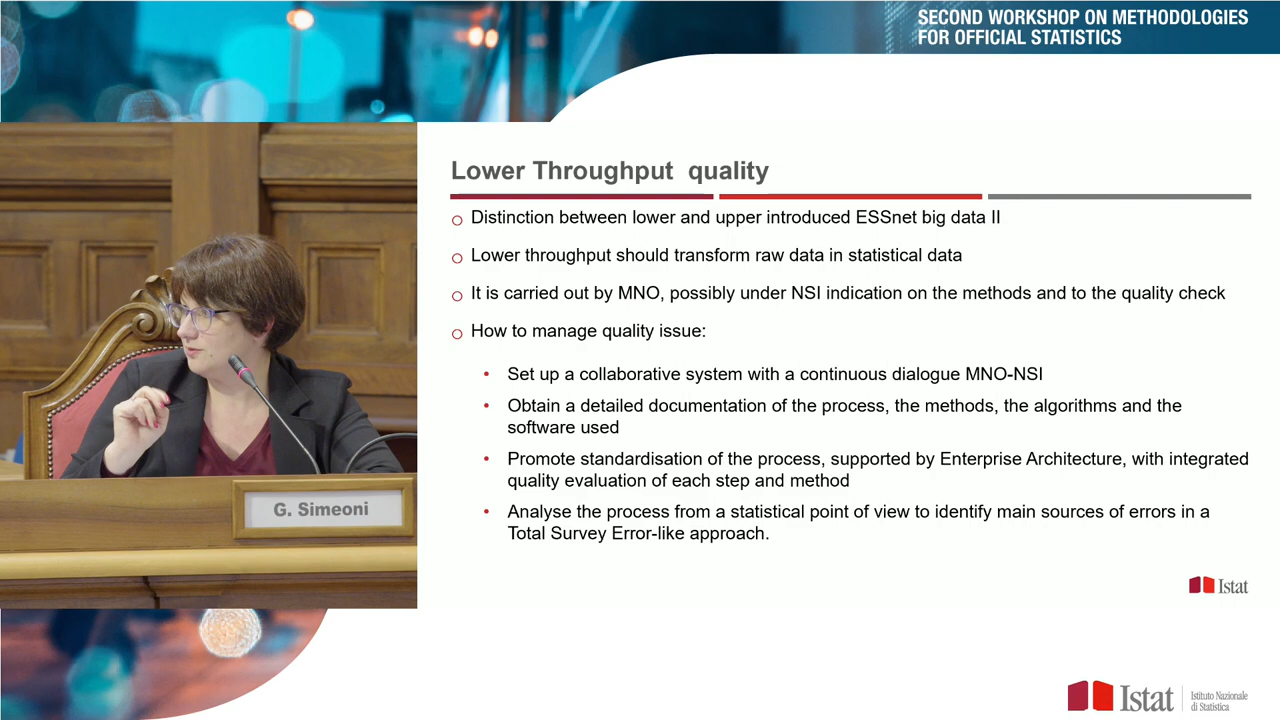 SECOND WORKSHOP ON METHODOLOGIES
FOR OFFICIAL STATISTICS
Lower Throughput  quality
Distinction between lower and upper introduced ESSnet big data II
Lower throughput should transform raw data in statistical data
It is carried out by MNO, possibly under NSI indication on the methods and to the quality check
How to manage quality issue:
Set up a collaborative system with a continuous dialogue MNO-NSI
Obtain a detailed documentation of the process, the methods, the algorithms and the
software used
Promote standardisation of the process, supported by Enterprise Architecture, with integrated
quality evaluation of each step and method
Analyse the process from a statistical point of view to identify main sources of errors in a
Total Survey Error-like approach.
G. Simeoni
Istat
Istat
Istituto Nazionale
di Statistica